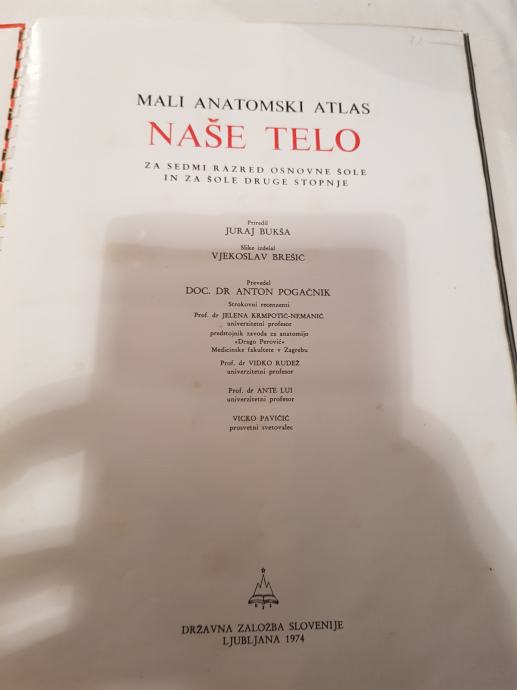 MALI ANATOMSKI ATLAS
NAŠE TELO
ZA SEDMI RAZRED OSNOVNE ŠOLE
IN ZA ŠOLE DRUGE STOPNJE
Priredil
JURAJ BUKŠA
Slike izdelal
VJEKOSLAV BREŠIĆ
Prevedel
DOC. DR ANTON POGAČNIK
Strokovni recenzenti
Prof. dr JELENA KRMPOTIĆ-NEMANIĆ
univerzitetni profesor
predstojnik zavoda za anatomijo
»Drago Perović«
Medicinske fakultete v Zagrebu
Prof. dr VIDKO RUDEŽ
univerzitetni profesor
Prof. dr ANTE LUI
univerzitetni profesor
VICKO PAVIČIĆ
prosvetni svetovalec
DRŽAVNA ZALOŽBA SLOVENIJE
LJUBLJANA 1974